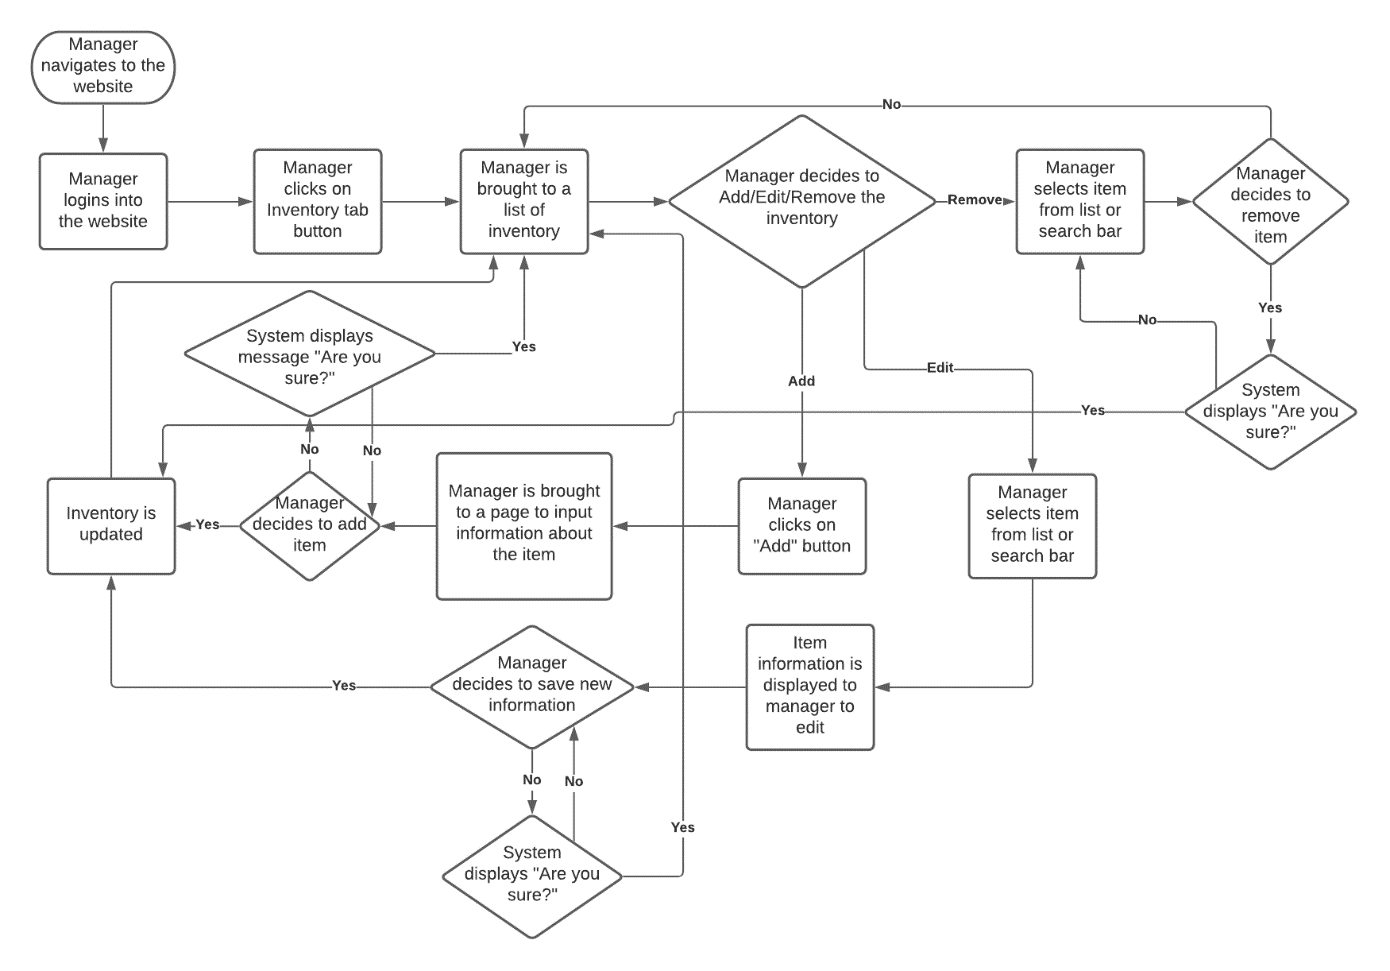 Manager
navigates to the
website
Manager
logins into
the website
Manager
clicks on
Inventory tab
button
Manager is
brought to a
list of
inventory
Manager decides to
Add/Edit/Remove the
inventory
Remove
Manager
selects item
from list or
search bar
Manager
decides to
remove
item
No
Yes
No
System
displays "Are you
sure?"
Yes
Add
Edit
System displays
message "Are you
sure?"
Yes
No
No
Inventory is
updated
Yes
Manager
decides to add
item
Manager is brought
to a page to input
information about
the item
Manager
clicks on
"Add" button
Manager
selects item
from list or
search bar
Item
information is
displayed to
manager to
edit
Manager
decides to save new
information
Yes
No
No
System
displays "Are you
sure?"
Yes